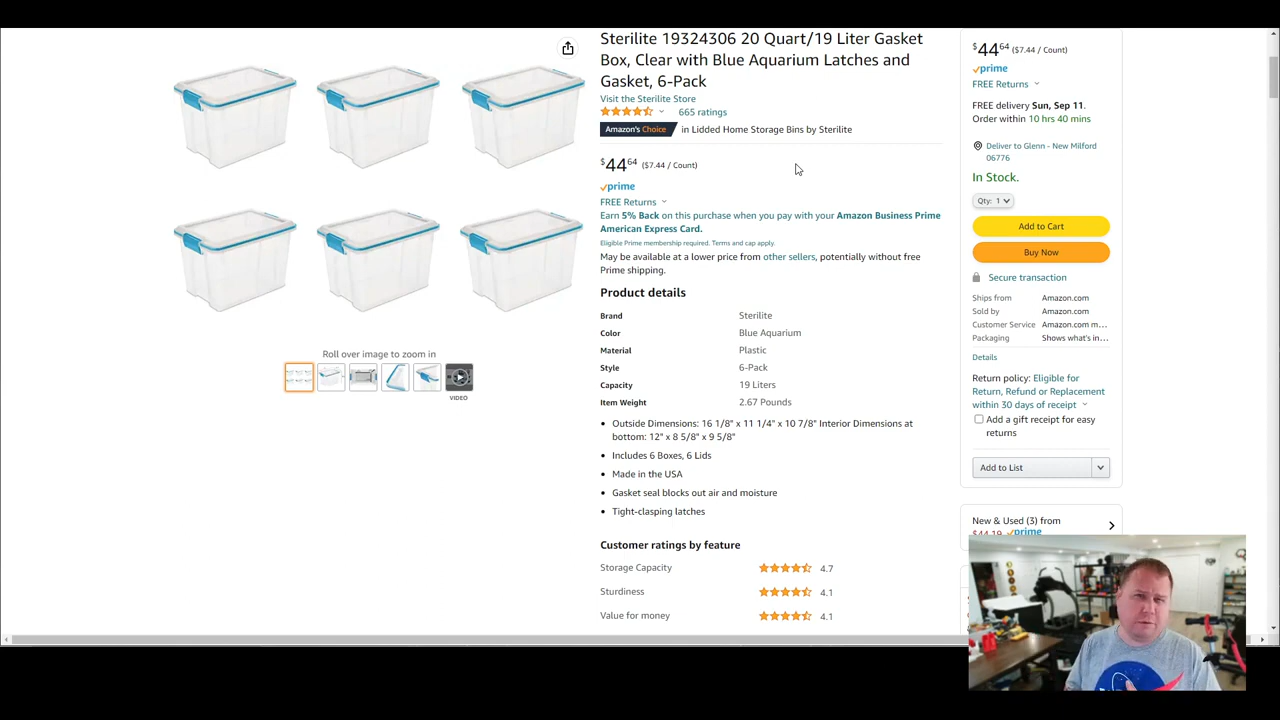 Sterilite 19324306 20 Quart/19 Liter Gasket
Box, Clear with Blue Aquarium Latches and
Gasket, 6-Pack
Visit the Sterilite Store
665 ratings
Amazon's Choice in Lidded Home Storage Bins by Sterilite
$44 64 ($7.44 / Count)
prime
FREE Returns
Earn 5% Back on this purchase when you pay with your Amazon Business Prime
American Express Card.
Eligible Prime membership required. Terms and cap apply.
May be available at a lower price from other sellers, potentially without free
Prime shipping.
Product details
Brand Sterilite
Color Blue Aquarium
Material Plastic
Style 6-Pack
Capacity 19 Liters
Item Weight 2.67 Pounds
• Outside Dimensions: 16 1/8" x 11 1/4" x 10 7/8" Interior Dimensions at
bottom: 12" x 8 5/8" x 9 5/8"
• Includes 6 Boxes, 6 Lids
• Made in the USA
• Gasket seal blocks out air and moisture
• Tight-clasping latches
Customer ratings by feature
Storage Capacity 4.7
Sturdiness 4.1
Value for money 4.1
Roll over image to zoom in
VIDEO
$44 64 ($7.44 / Count)
prime
FREE Returns
FREE delivery Sun, Sep 11.
Order within 10 hrs 40 mins
Deliver to Glenn - New Milford
06776
In Stock.
Qty: 1
Add to Cart
Buy Now
Secure transaction
Ships from Amazon.com
Sold by Amazon.com
Customer Service Amazon.com m...
Packaging Shows what's in...
Details
Return policy: Eligible for
Return, Refund or Replacement
within 30 days of receipt
Add a gift receipt for easy
returns
Add to List
New & Used (3) from
$44.19 prime